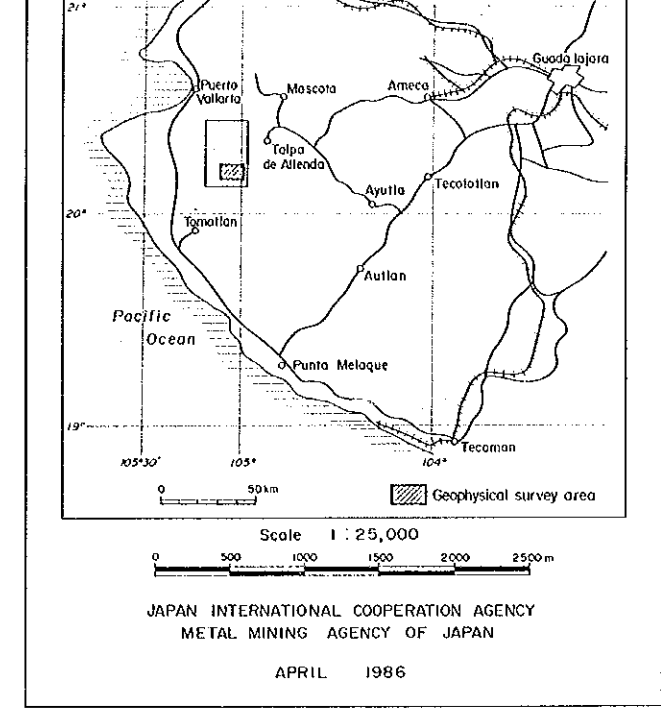 21°
Guadalajara
Puerto
Vallarta
Mascota
Ameca
Talpa
de Allenda
Ayutla
Tecolotlan
20°
Tomatlan
Autlan
Pacific
Ocean
Punta Melaque
19°
Tecoman
105°30'
105°
104°
0 50km
Geophysical survey area
Scale 1:25,000
0 500 1000 1500 2000 2500m
JAPAN INTERNATIONAL COOPERATION AGENCY
METAL MINING AGENCY OF JAPAN
APRIL 1986